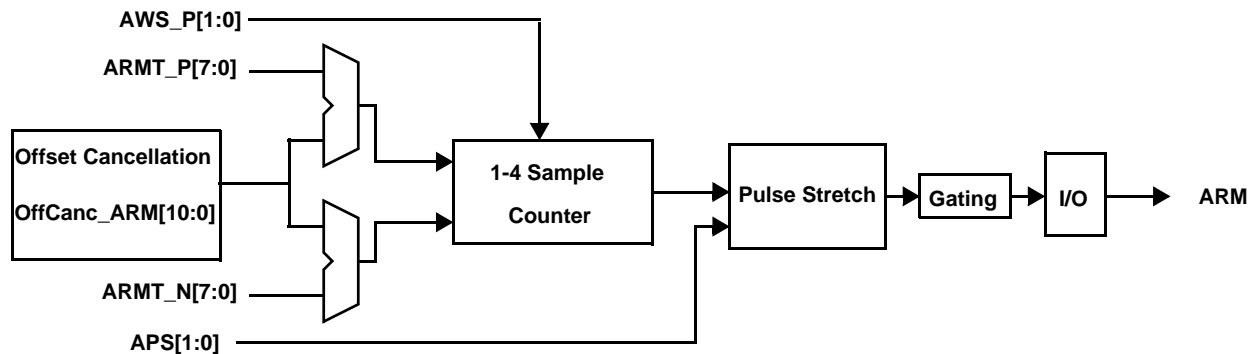 AWS_P[1:0]
ARMT_P[7:0]
Offset Cancellation
OffCanc_ARM[10:0]
ARMT_N[7:0]
APS[1:0]
1-4 Sample
Counter
Pulse Stretch
Gating
I/O
ARM